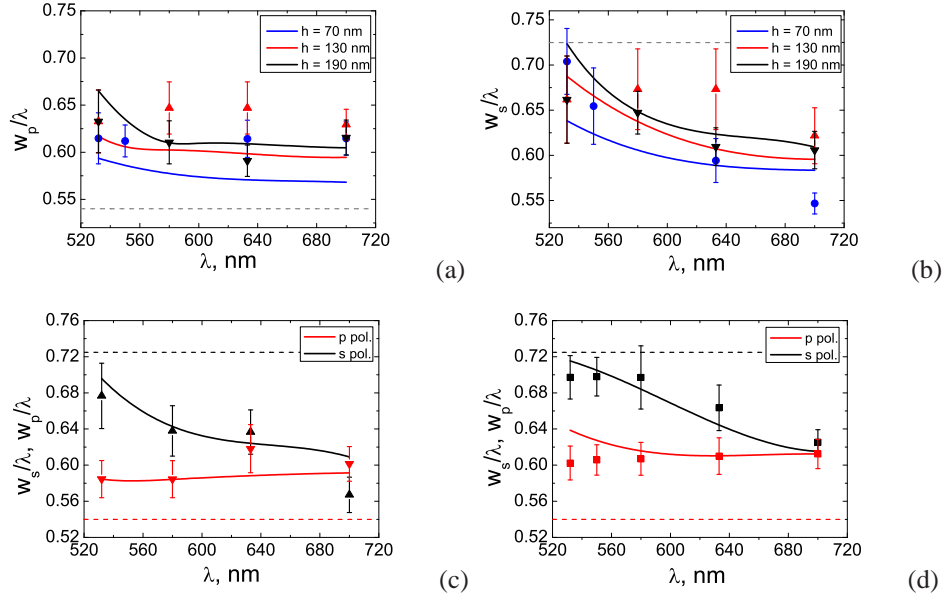 0.75
0.70
0.65
0.60
0.55
520 560 600 640 680 720
w_p/λ
λ, nm
h = 70 nm
h = 130 nm
h = 190 nm
(a)
0.75
0.70
0.65
0.60
0.55
520 560 600 640 680 720
w_s/λ
λ, nm
h = 70 nm
h = 130 nm
h = 190 nm
(b)
0.76
0.72
0.68
0.64
0.60
0.56
0.52
520 560 600 640 680 720
w_s/λ, w_p/λ
λ, nm
p pol.
s pol.
(c)
0.76
0.72
0.68
0.64
0.60
0.56
0.52
520 560 600 640 680 720
w_s/λ, w_p/λ
λ, nm
p pol.
s pol.
(d)